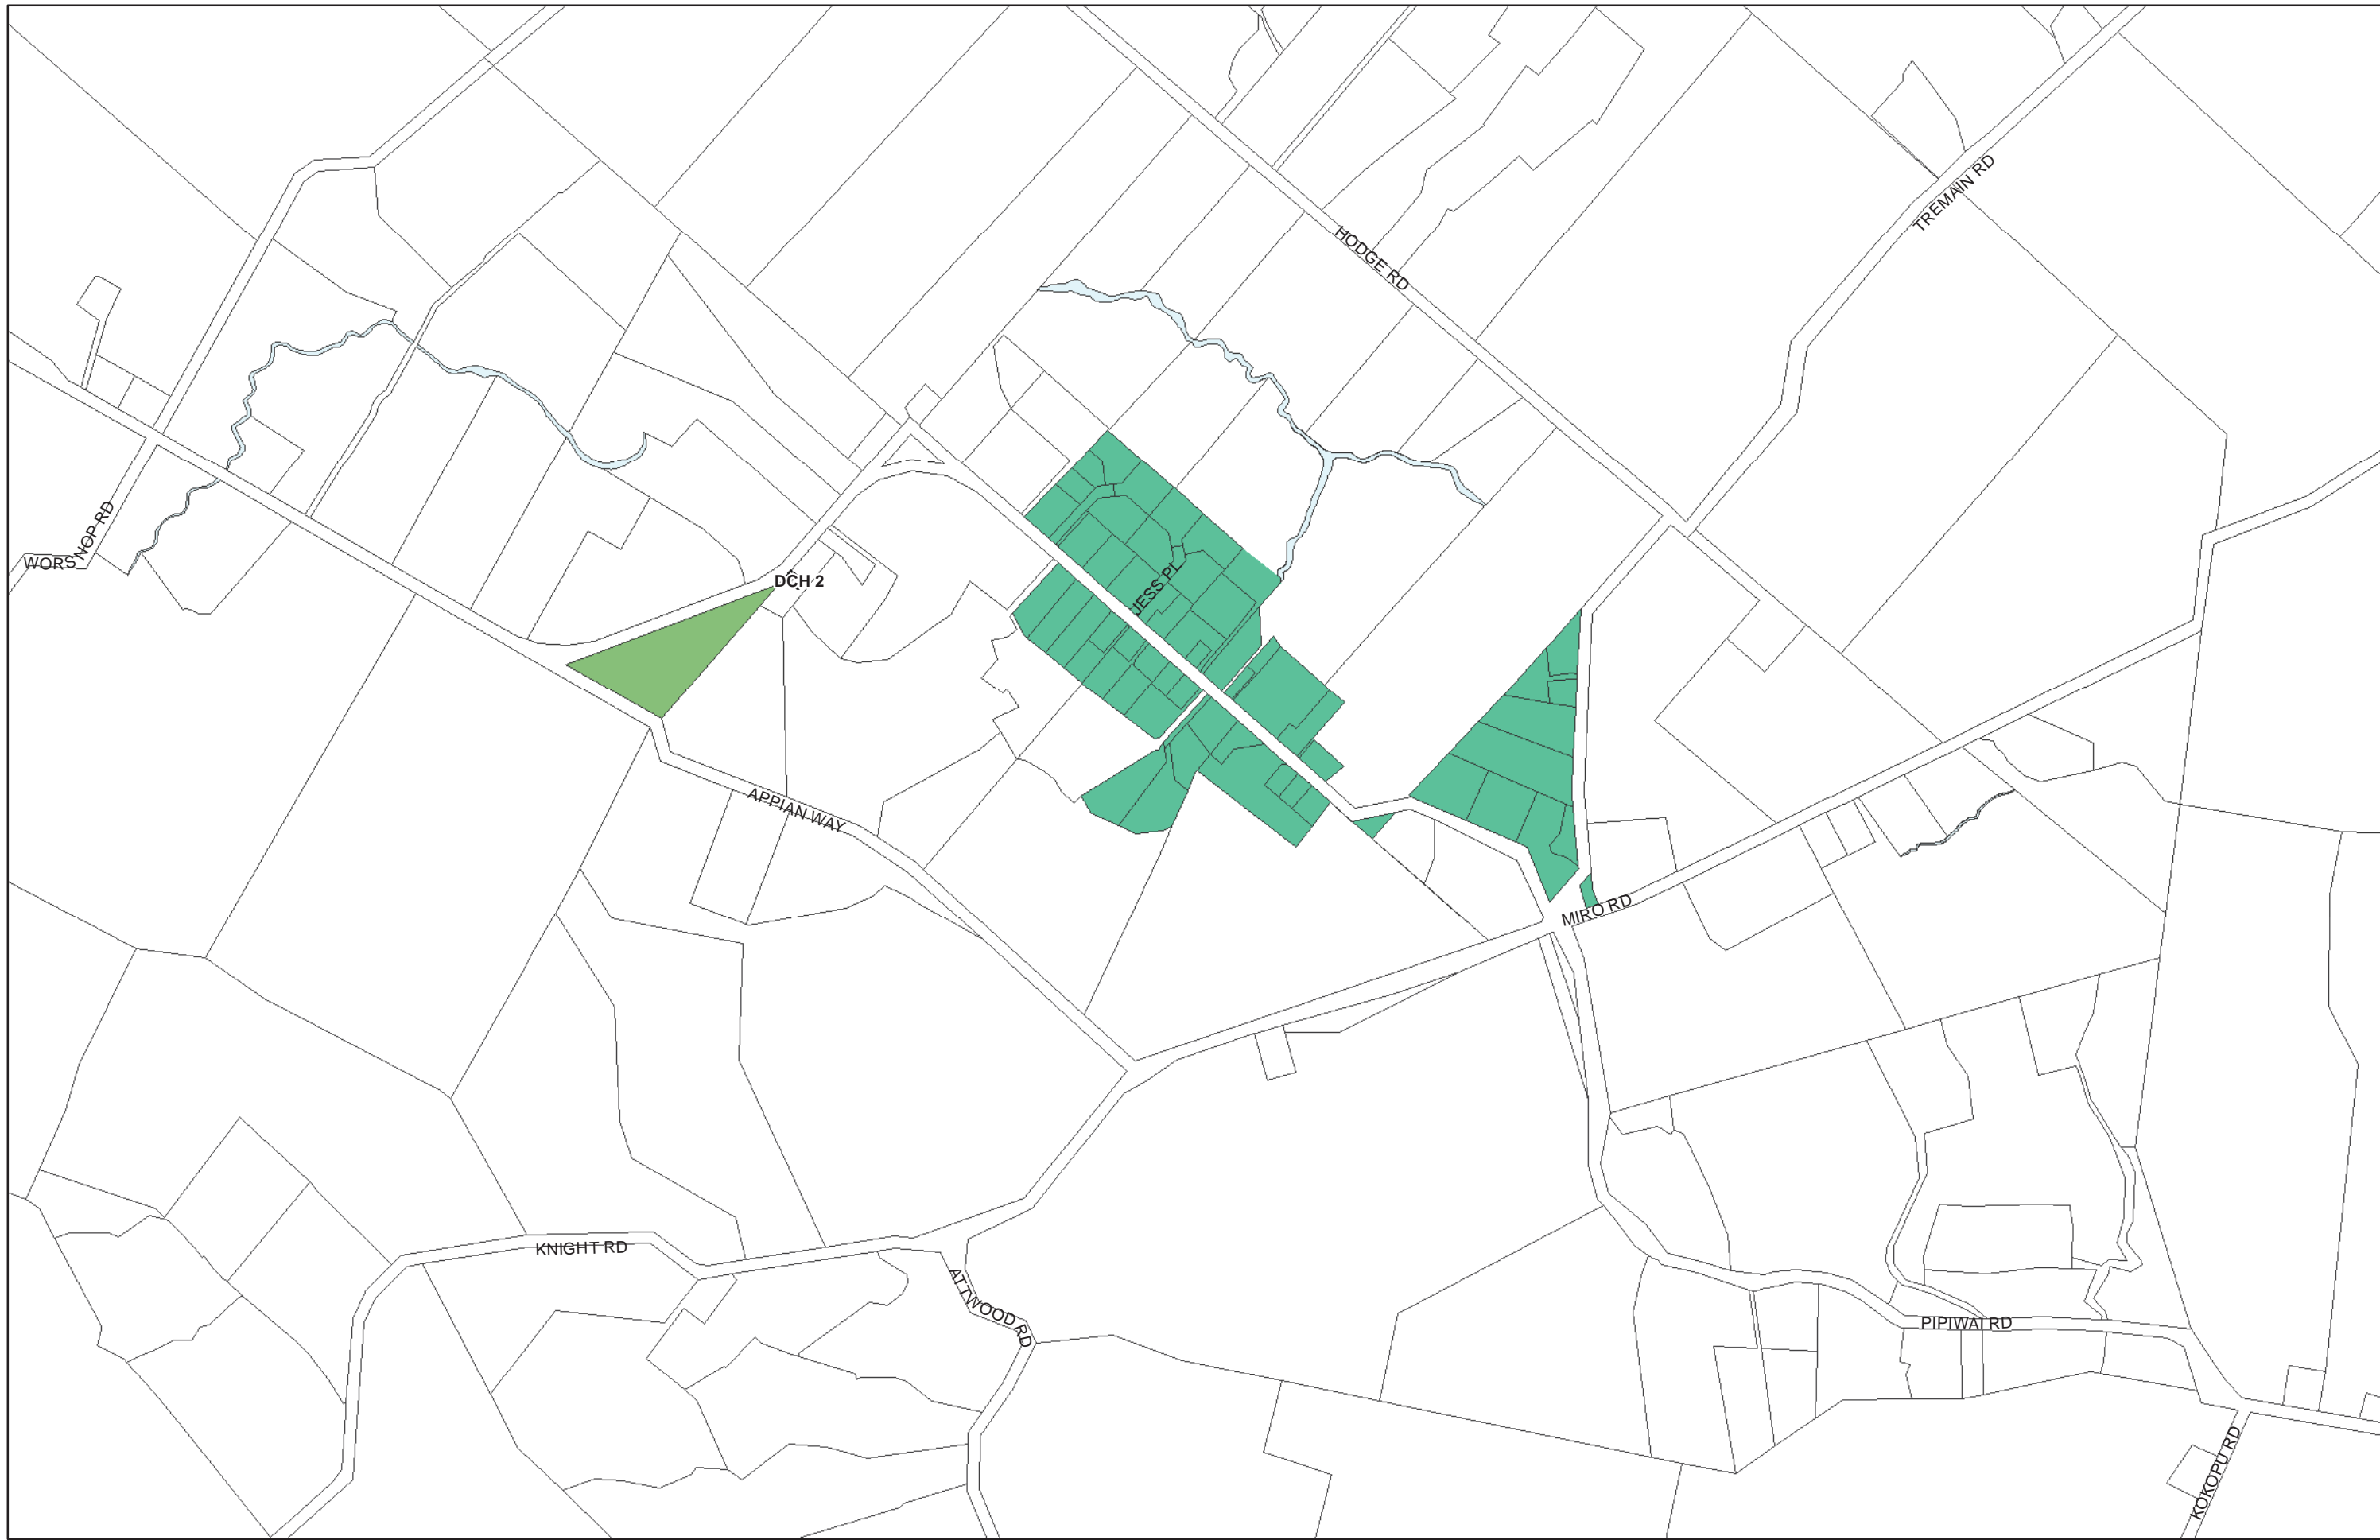 TREMAIN RD
HODGE RD
WORSNOP RD
DCH 2
JESS PL
APPIAN WAY
MIRO RD
KNIGHT RD
ATTWOOD RD
PIPIWAI RD
KOKOPU RD